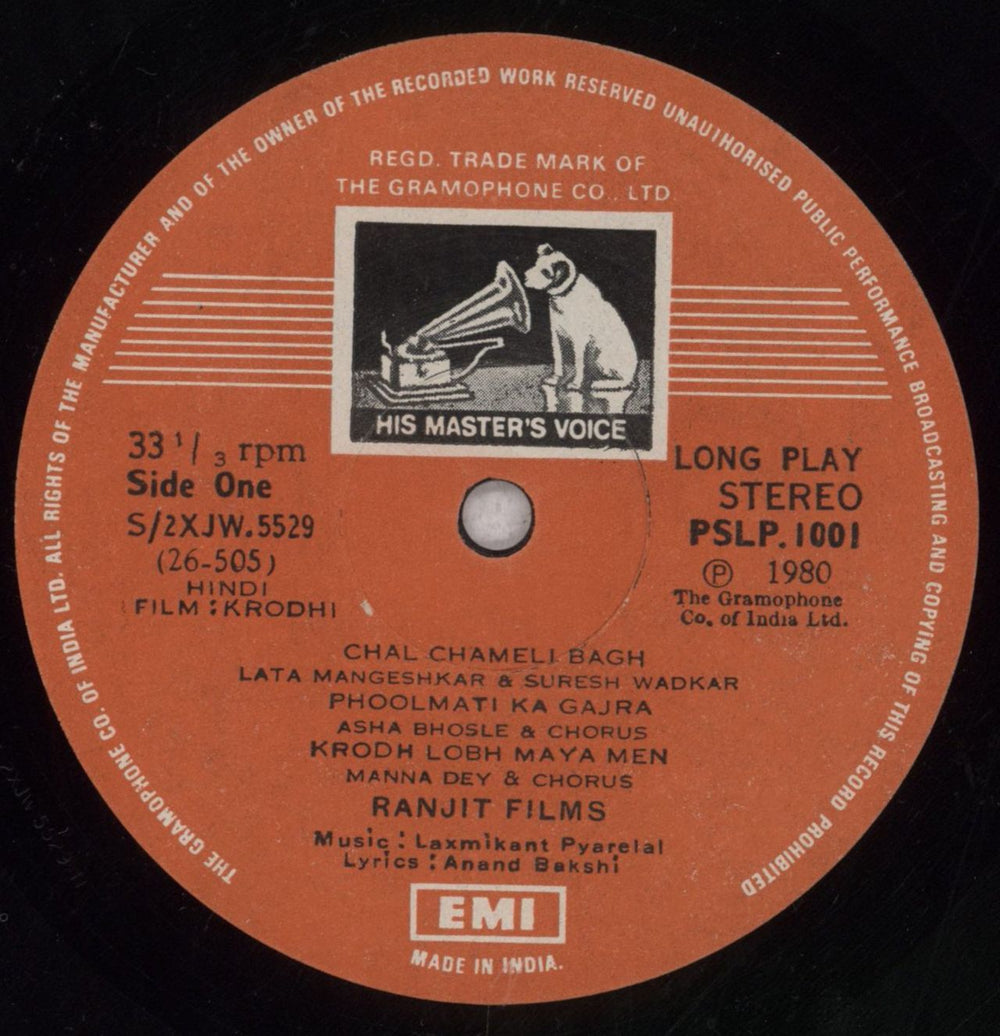 THE GRAMOPHONE CO. OF INDIA LTD. ALL RIGHTS OF THE MANUFACTURER AND OF THE OWNER OF THE RECORDED WORK RESERVED UNAUTHORISED PUBLIC PERFORMANCE BROADCASTING AND COPYING OF THIS RECORD PROHIBITED
REGD. TRADE MARK OF
THE GRAMOPHONE CO., LTD.
HIS MASTER'S VOICE
33 1/3 rpm
Side One
S/2XJW.5529
(26-505)
HINDI
FILM : KRODHI
LONG PLAY
STEREO
PSLP.1001
Ⓟ 1980
The Gramophone
Co. of India Ltd.
CHAL CHAMELI BAGH
LATA MANGESHKAR & SURESH WADKAR
PHOOLMATI KA GAJRA
ASHA BHOSLE & CHORUS
KRODH LOBH MAYA MEN
MANNA DEY & CHORUS
RANJIT FILMS
Music : Laxmikant Pyarelal
Lyrics : Anand Bakshi
EMI
MADE IN INDIA.